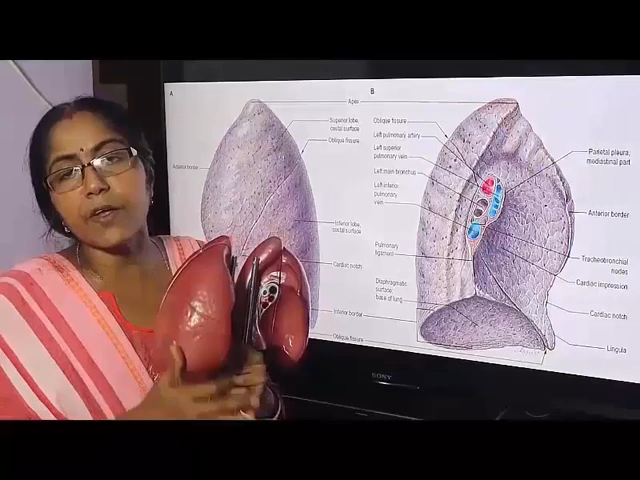 A
B
Apex
Superior lobe,
costal surface
Oblique fissure
Anterior border
Inferior lobe,
costal surface
Cardiac notch
Inferior border
Oblique fissure
Oblique fissure
Left pulmonary artery
Left superior
pulmonary vein
Left main bronchus
Left inferior
pulmonary
vein
Pulmonary
ligament
Diaphragmatic
surface
base of lung
Parietal pleura,
mediastinal part
Anterior border
Tracheobronchial
nodes
Cardiac impression
Cardiac notch
Lingula
SONY